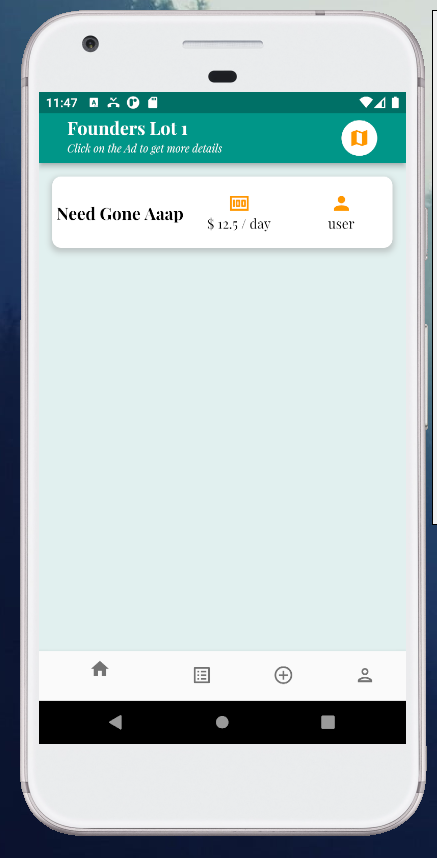 11:47
Founders Lot 1
Click on the Ad to get more details
Need Gone Aaap
100
$ 12.5 / day
user